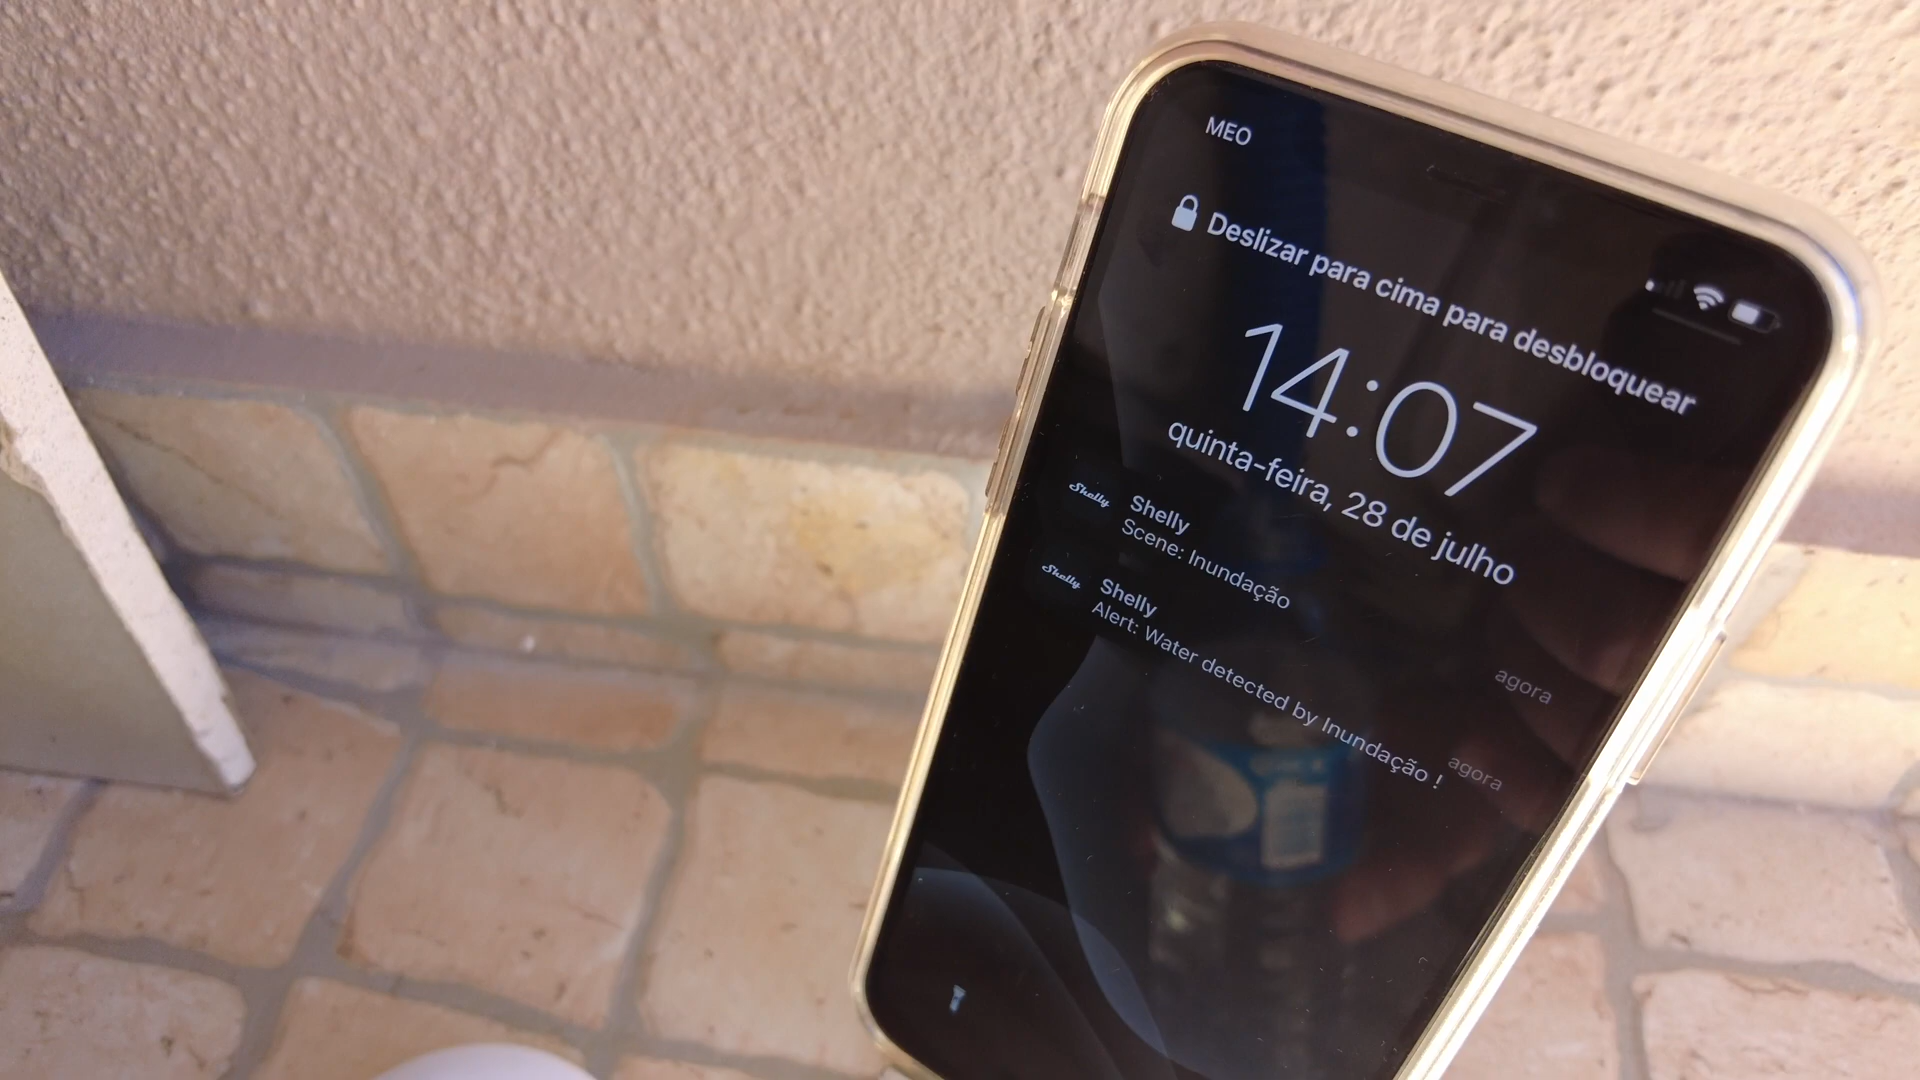 MEO
Deslizar para cima para desbloquear
14:07
quinta-feira, 28 de julho
Shelly
Shelly
agora
Scene: Inundação
Shelly
Shelly
agora
Alert: Water detected by Inundação !